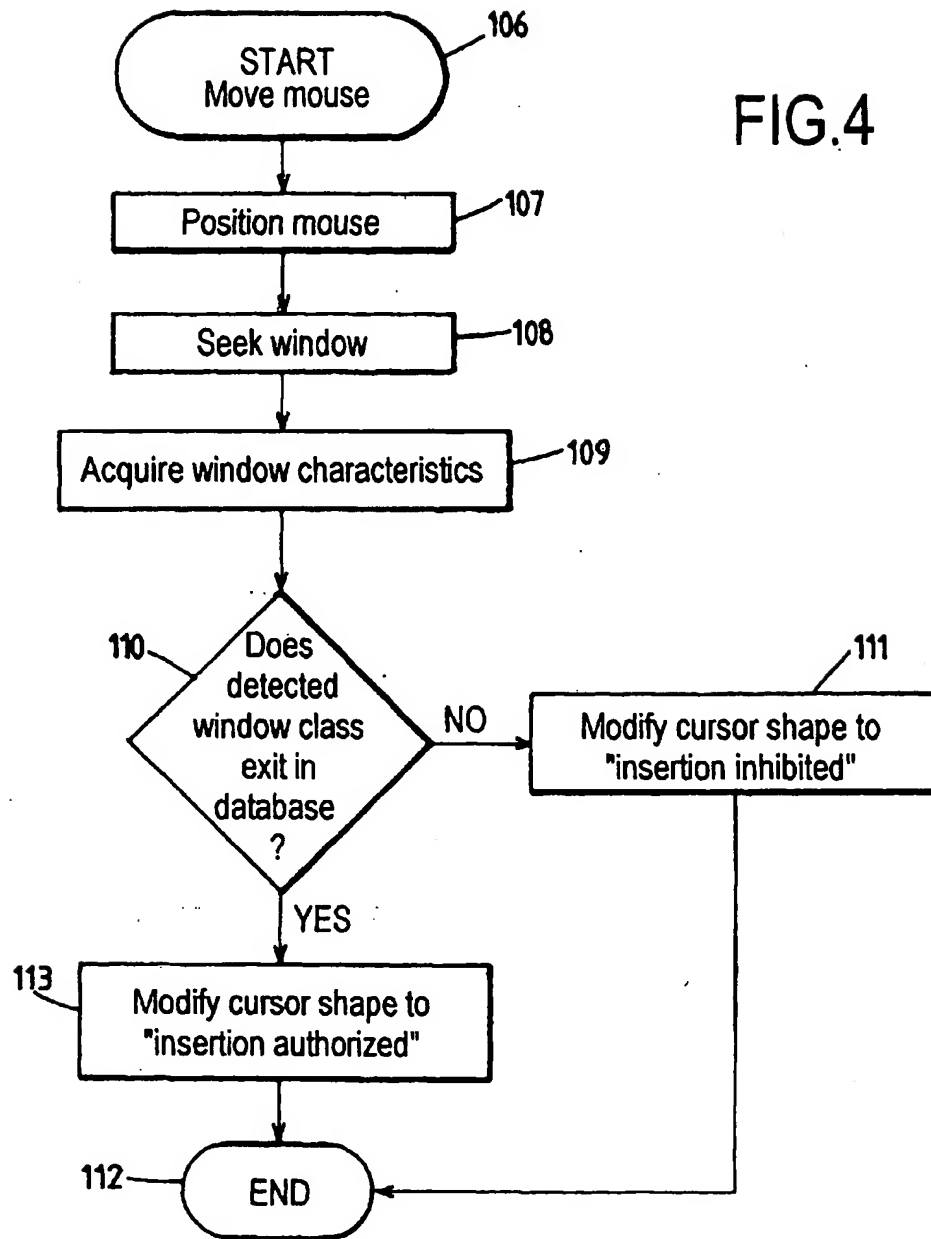 106
START
Move mouse
FIG.4
Position mouse
107
Seek window
108
Acquire window characteristics
109
110
Does
detected
window class
exit in
database
?
NO
111
Modify cursor shape to
"insertion inhibited"
YES
113
Modify cursor shape to
"insertion authorized"
112
END